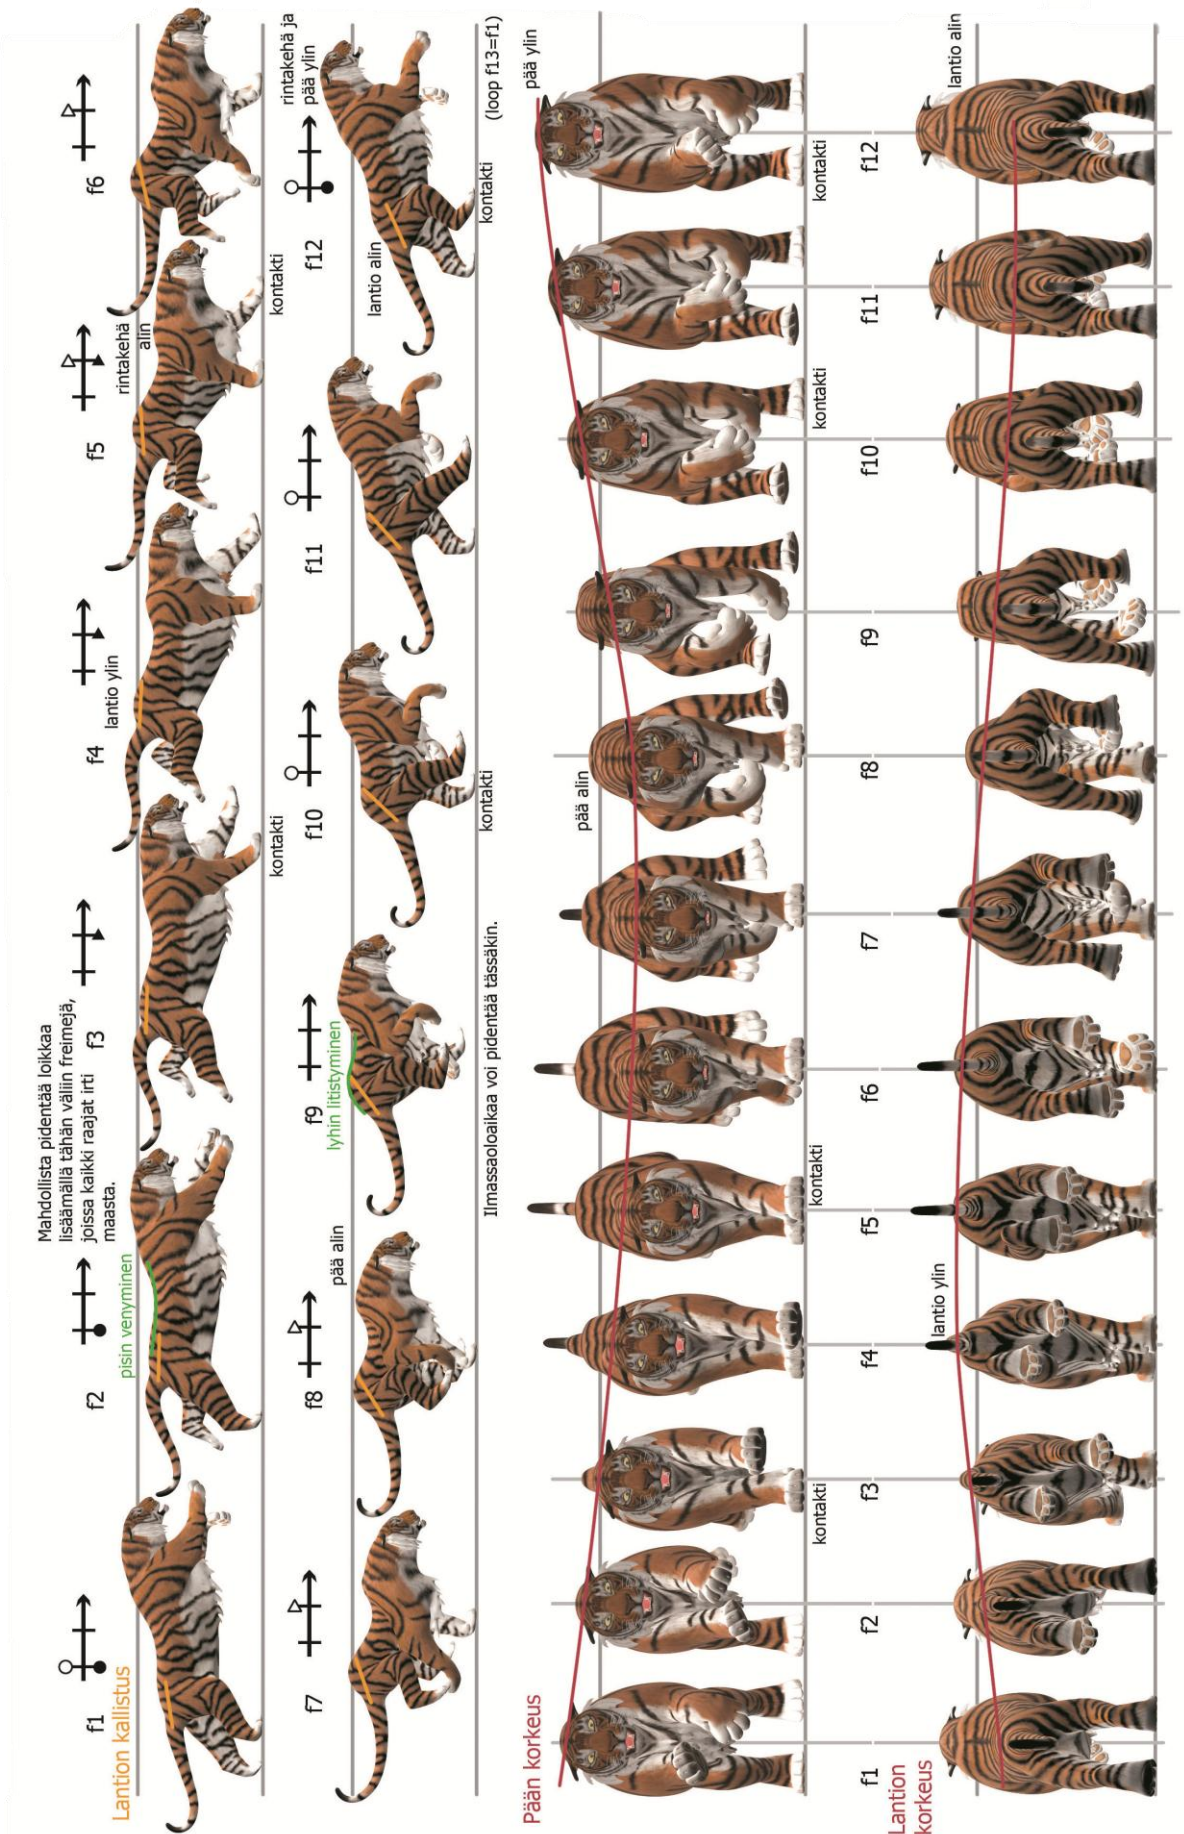 f1
f2
f3
f4
f5
f6
Lantion kallistus
pisin venyminen
Mahdollista pidentää loikkaa
lisäämällä tähän väliin freimejä,
joissa kaikki raajat irti
maasta.
kontakti
lantio ylin
rintakehä
alin
kontakti
f7
f8
f9
f10
f11
f12
pää alin
lyhin litistyminen
lantio alin
rintakehä ja
pää ylin
Ilmassaoloaikaa voi pidentää tässäkin.
kontakti
kontakti
(loop f13=f1)
Pään korkeus
pää alin
pää ylin
kontakti
kontakti
kontakti
kontakti
f1
f2
f3
f4
f5
f6
f7
f8
f9
f10
f11
f12
Lantion
korkeus
lantio ylin
lantio alin